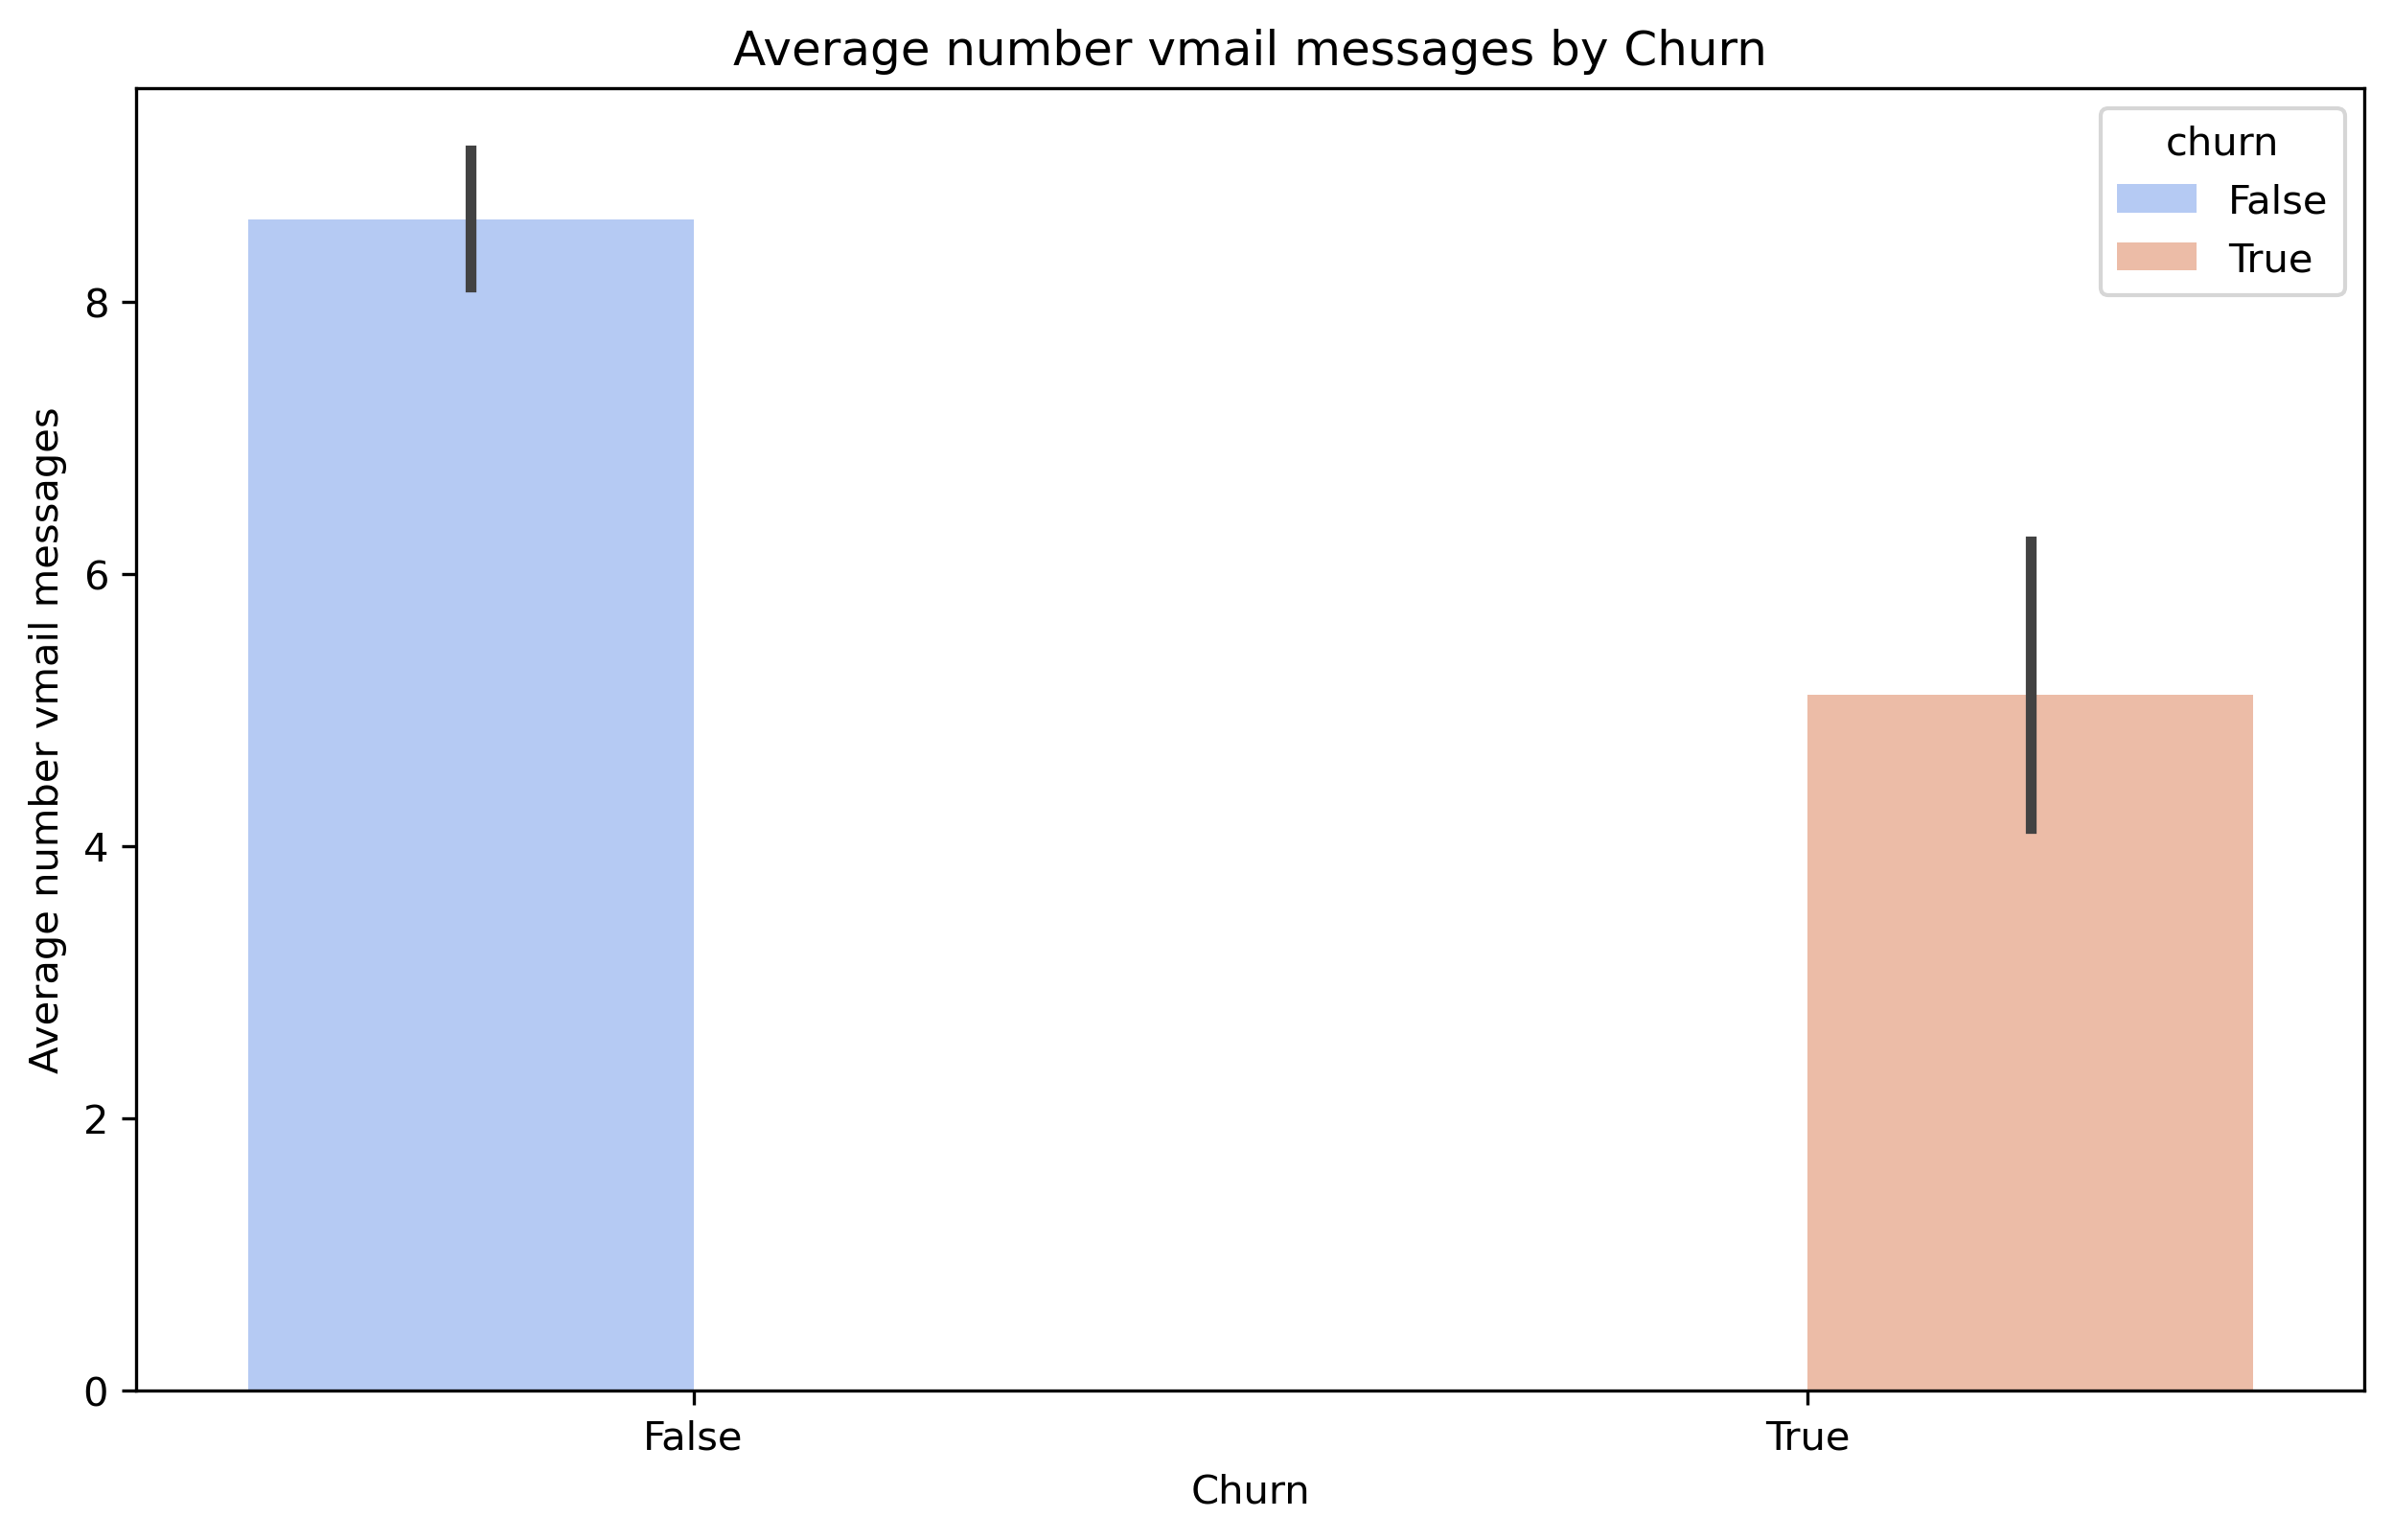 Average number vmail messages by Churn
churn
False
True
Average number vmail messages
8
6
4
2
0
False
True
Churn